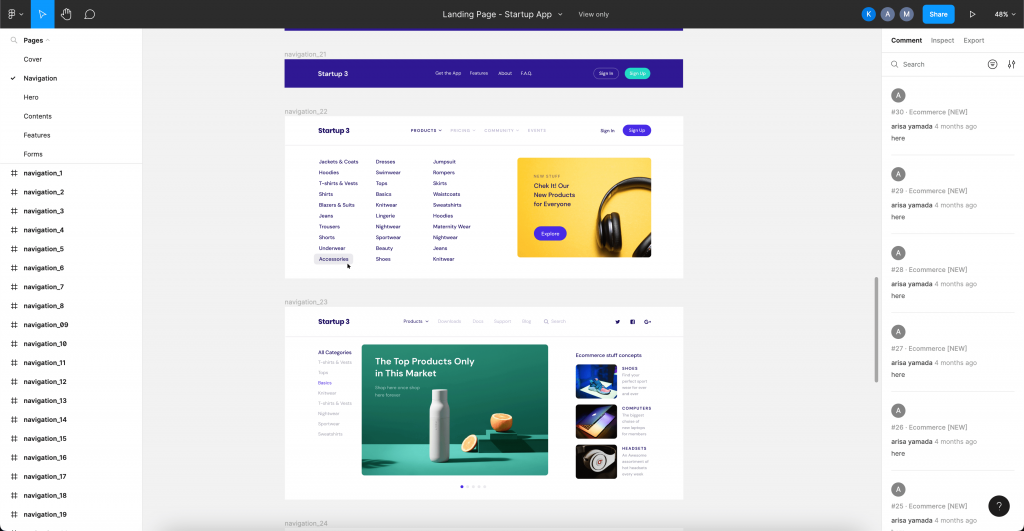 Landing Page - Startup App
View only
K
A
M
Share
48%
Pages
Cover
Navigation
Hero
Contents
Features
Forms
navigation_1
navigation_2
navigation_3
navigation_4
navigation_5
navigation_6
navigation_7
navigation_8
navigation_09
navigation_10
navigation_11
navigation_12
navigation_13
navigation_14
navigation_15
navigation_16
navigation_17
navigation_18
navigation_19
navigation_21
Startup 3
Get the App
Features
About
F.A.Q.
Sign In
Sign Up
navigation_22
Startup 3
PRODUCTS
PRICING
COMMUNITY
EVENTS
Sign In
Sign Up
Jackets & Coats
Hoodies
T-shirts & Vests
Shirts
Blazers & Suits
Jeans
Trousers
Shorts
Underwear
Accessories
Dresses
Swimwear
Tops
Basics
Knitwear
Lingerie
Nightwear
Sportwear
Beauty
Shoes
Jumpsuit
Rompers
Skirts
Waistcoats
Sweatshirts
Hoodies
Maternity Wear
Nightwear
Jeans
Knitwear
NEW STUFF
Chek It! Our
New Products
for Everyone
Explore
navigation_23
Startup 3
Products
Downloads
Docs
Support
Blog
Search
All Categories
T-shirts & Vests
Tops
Basics
Knitwear
T-shirts & Vests
Nightwear
Sportwear
Sweatshirts
The Top Products Only
in This Market
Shop here once shop
here forever.
Ecommerce stuff concepts
SHOES
Find your
perfect sport
wear for ever
and ever
COMPUTERS
The biggest
choice of
new laptops
for newbees
HEADSETS
An Awesome
assortment of
hot headsets
every week
navigation_24
Comment
Inspect
Export
Search
A
#30 · Ecommerce [NEW]
arisa yamada 4 months ago
here
A
#29 · Ecommerce [NEW]
arisa yamada 4 months ago
here
A
#28 · Ecommerce [NEW]
arisa yamada 4 months ago
here
A
#27 · Ecommerce [NEW]
arisa yamada 4 months ago
here
A
#26 · Ecommerce [NEW]
arisa yamada 4 months ago
here
A
#25 · Ecommerce [NEW]
arisa yamada 4 months ago
here
?